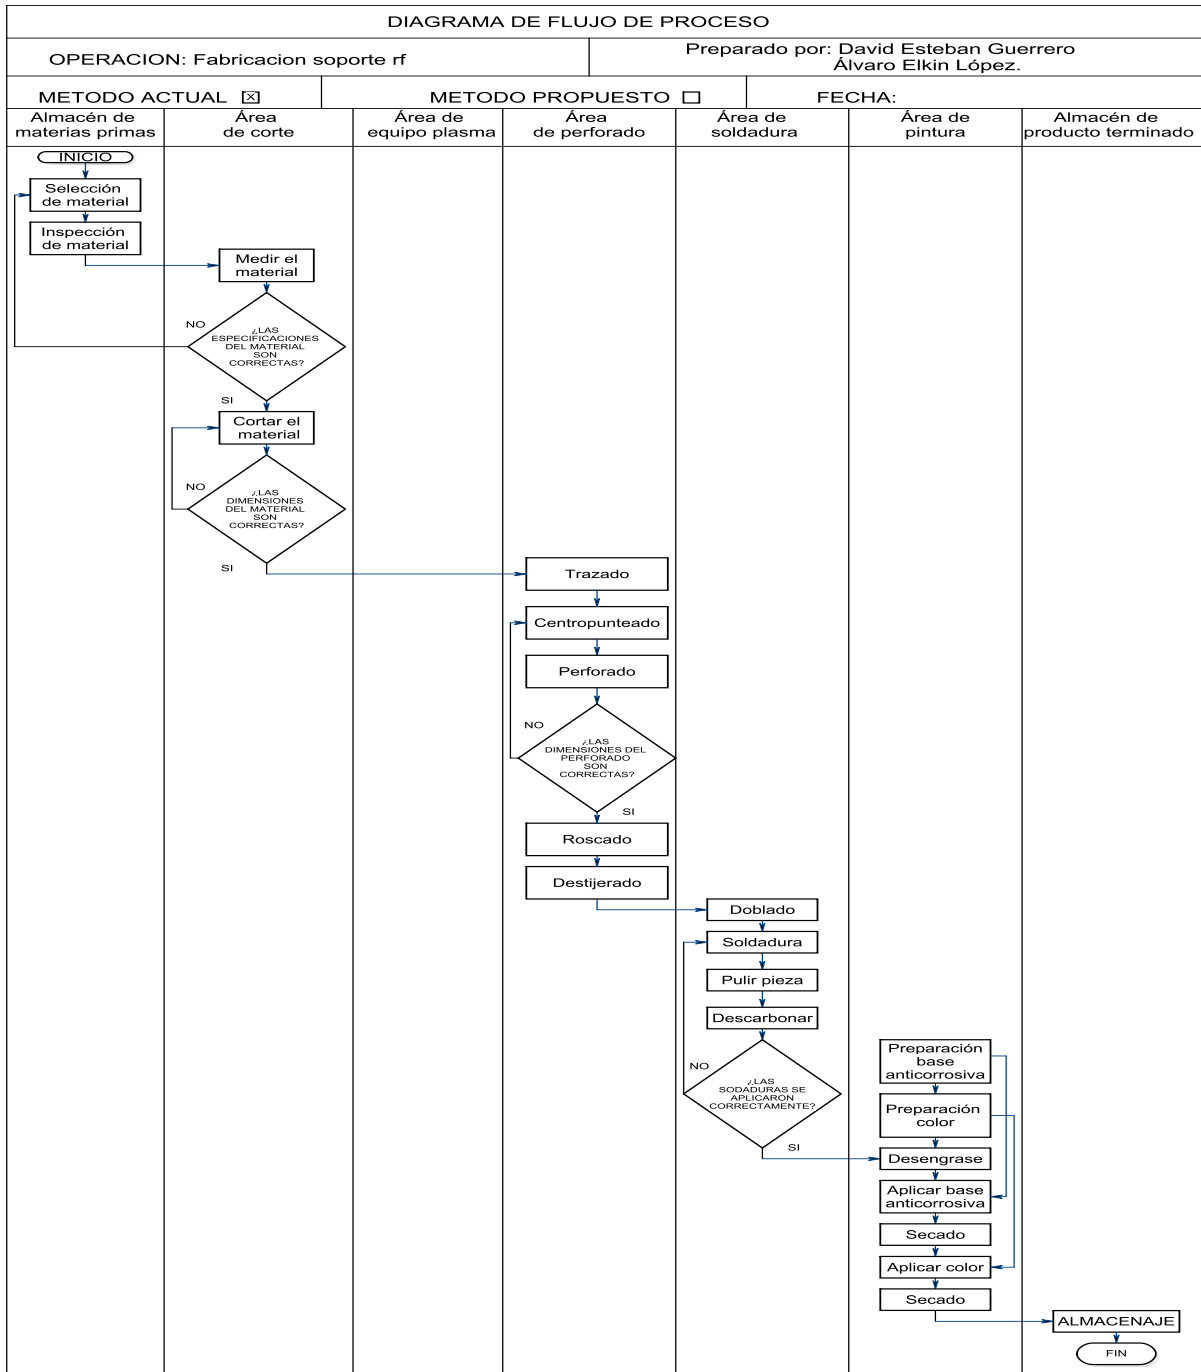 DIAGRAMA DE FLUJO DE PROCESO
OPERACION: Fabricacion soporte rf
Preparado por: David Esteban Guerrero
Álvaro Elkin López.
METODO ACTUAL X
METODO PROPUESTO
FECHA:
Almacén de
materias primas
Área
de corte
Área de
equipo plasma
Área
de perforado
Área de
soldadura
Área de
pintura
Almacén de
producto terminado
INICIO
Selección
de material
Inspección
de material
Medir el
material
NO
¿LAS
ESPECIFICACIONES
DEL MATERIAL
SON
CORRECTAS?
SI
Cortar el
material
NO
¿LAS
DIMENSIONES
DEL MATERIAL
SON
CORRECTAS?
SI
Trazado
Centropunteado
Perforado
NO
¿LAS
DIMENSIONES DEL
PERFORADO
SON
CORRECTAS?
SI
Roscado
Destijerado
Doblado
Soldadura
Pulir pieza
Descarbonar
NO
¿LAS
SODADURAS SE
APLICARON
CORRECTAMENTE?
SI
Preparación
base
anticorrosiva
Preparación
color
Desengrase
Aplicar base
anticorrosiva
Secado
Aplicar color
Secado
ALMACENAJE
FIN